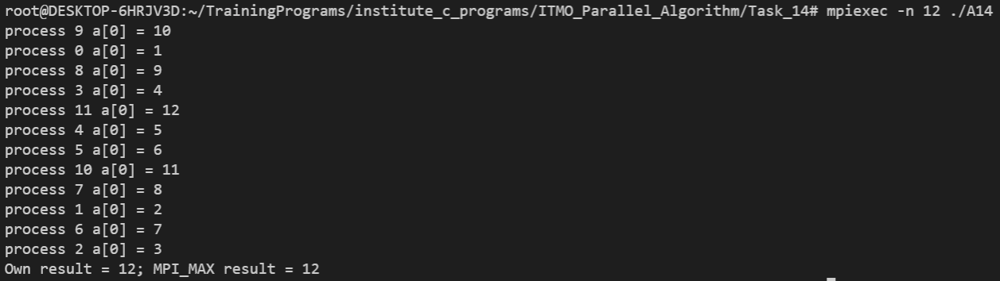 root@DESKTOP-6HRJV3D:~/TrainingPrograms/institute_c_programs/ITMO_Parallel_Algorithm/Task_14# mpiexec -n 12 ./A14
process 9 a[0] = 10
process 0 a[0] = 1
process 8 a[0] = 9
process 3 a[0] = 4
process 11 a[0] = 12
process 4 a[0] = 5
process 5 a[0] = 6
process 10 a[0] = 11
process 7 a[0] = 8
process 1 a[0] = 2
process 6 a[0] = 7
process 2 a[0] = 3
Own result = 12; MPI_MAX result = 12